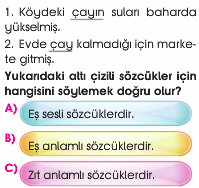 1. Köydeki çayın suları baharda
yükselmiş.
2. Evde çay kalmadığı için marke-
te gitmiş.
Yukarıdaki altı çizili sözcükler için
hangisini söylemek doğru olur?
A) Eş sesli sözcüklerdir.
B) Eş anlamlı sözcüklerdir.
C) Zıt anlamlı sözcüklerdir.